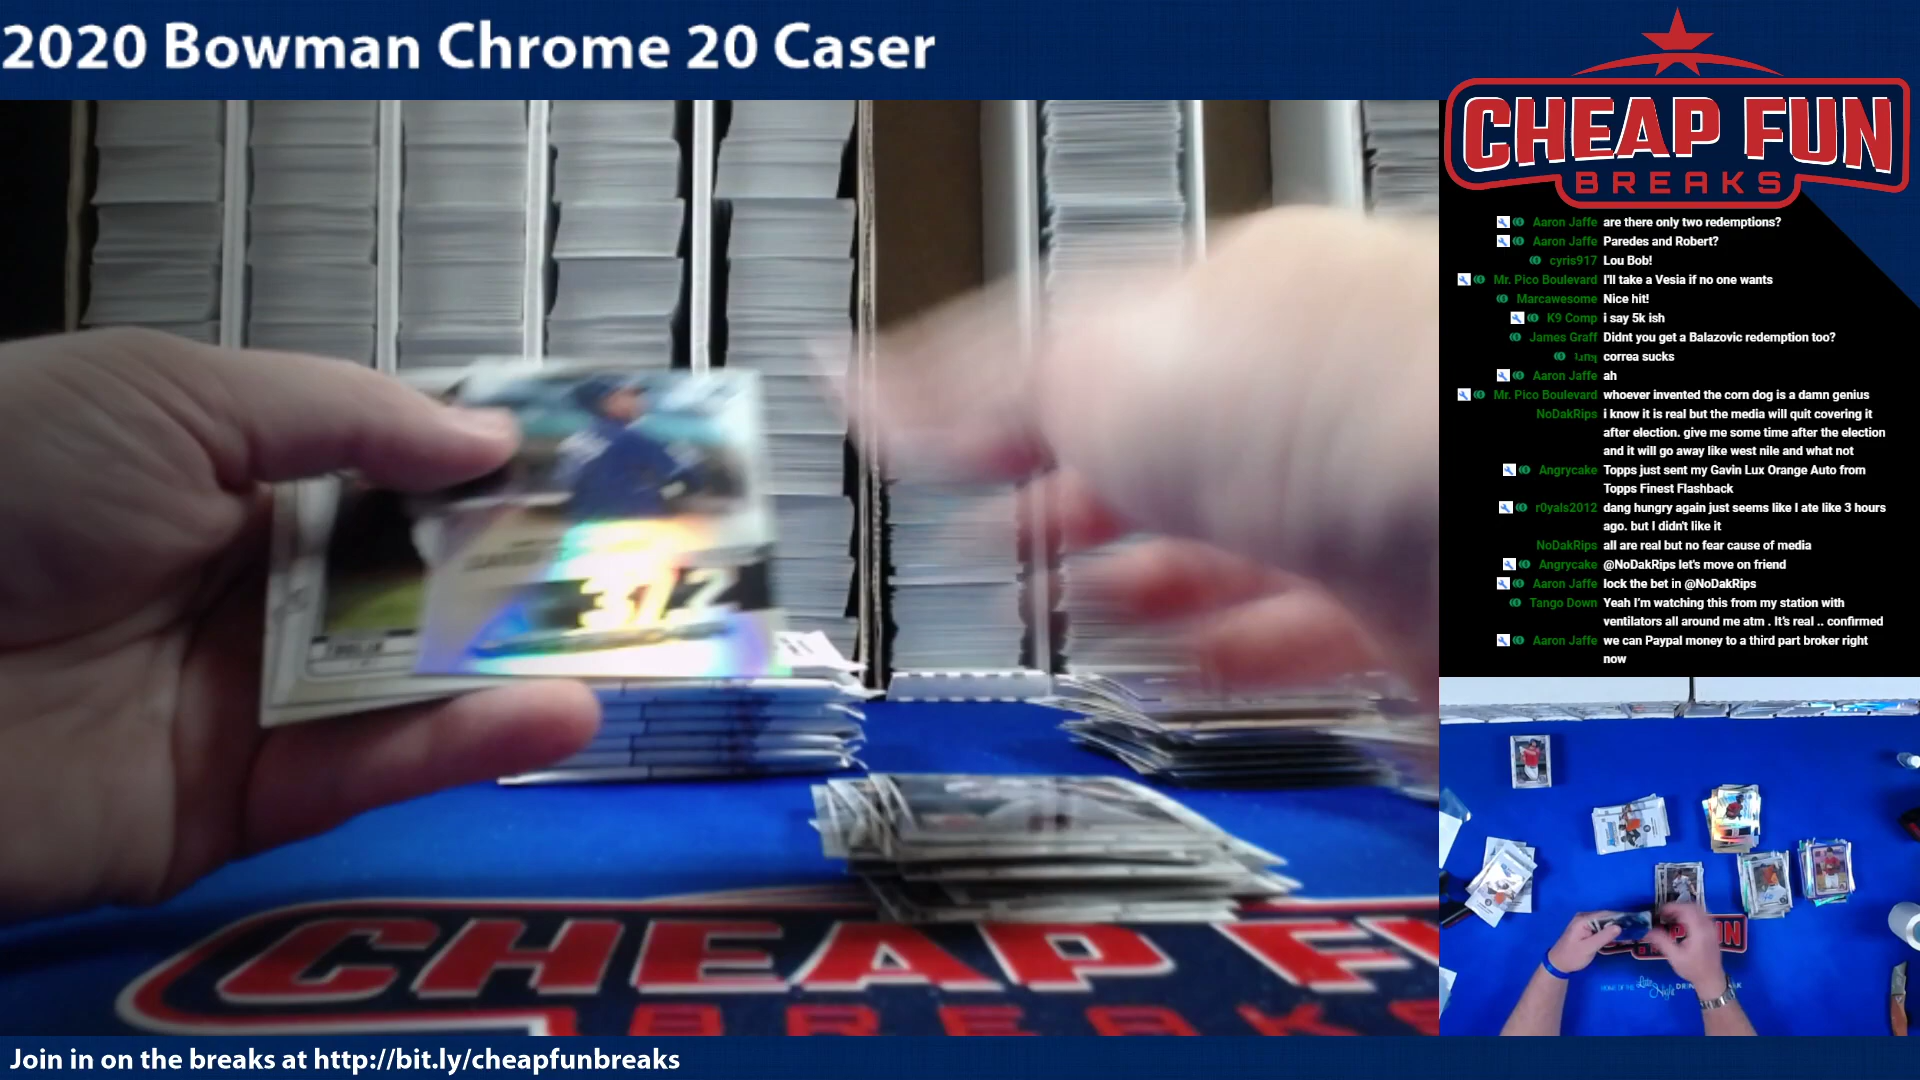 2020 Bowman Chrome 20 Caser
CHEAP FUN
BREAKS
Aaron Jaffe are there only two redemptions?
Aaron Jaffe Paredes and Robert?
cyris917 Lou Bob!
Mr. Pico Boulevard I'll take a Vesia if no one wants
Marcawesome Nice hit!
K9 Comp i say 5k ish
James Graff Didnt you get a Balazovic redemption too?
correa sucks
Aaron Jaffe ah
Mr. Pico Boulevard whoever invented the corn dog is a damn genius
NoDakRips i know it is real but the media will quit covering it
after election. give me some time after the election
and it will go away like west nile and what not
Angrycake Topps just sent my Gavin Lux Orange Auto from
Topps Finest Flashback
r0yals2012 dang hungry again just seems like I ate like 3 hours
ago. but I didn't like it
NoDakRips all are real but no fear cause of media
Angrycake @NoDakRips let's move on friend
Aaron Jaffe lock the bet in @NoDakRips
Tango Down Yeah I'm watching this from my station with
ventilators all around me atm . It's real .. confirmed
Aaron Jaffe we can Paypal money to a third part broker right
now
CHEAP FU
BREAKS
Join in on the breaks at http://bit.ly/cheapfunbreaks